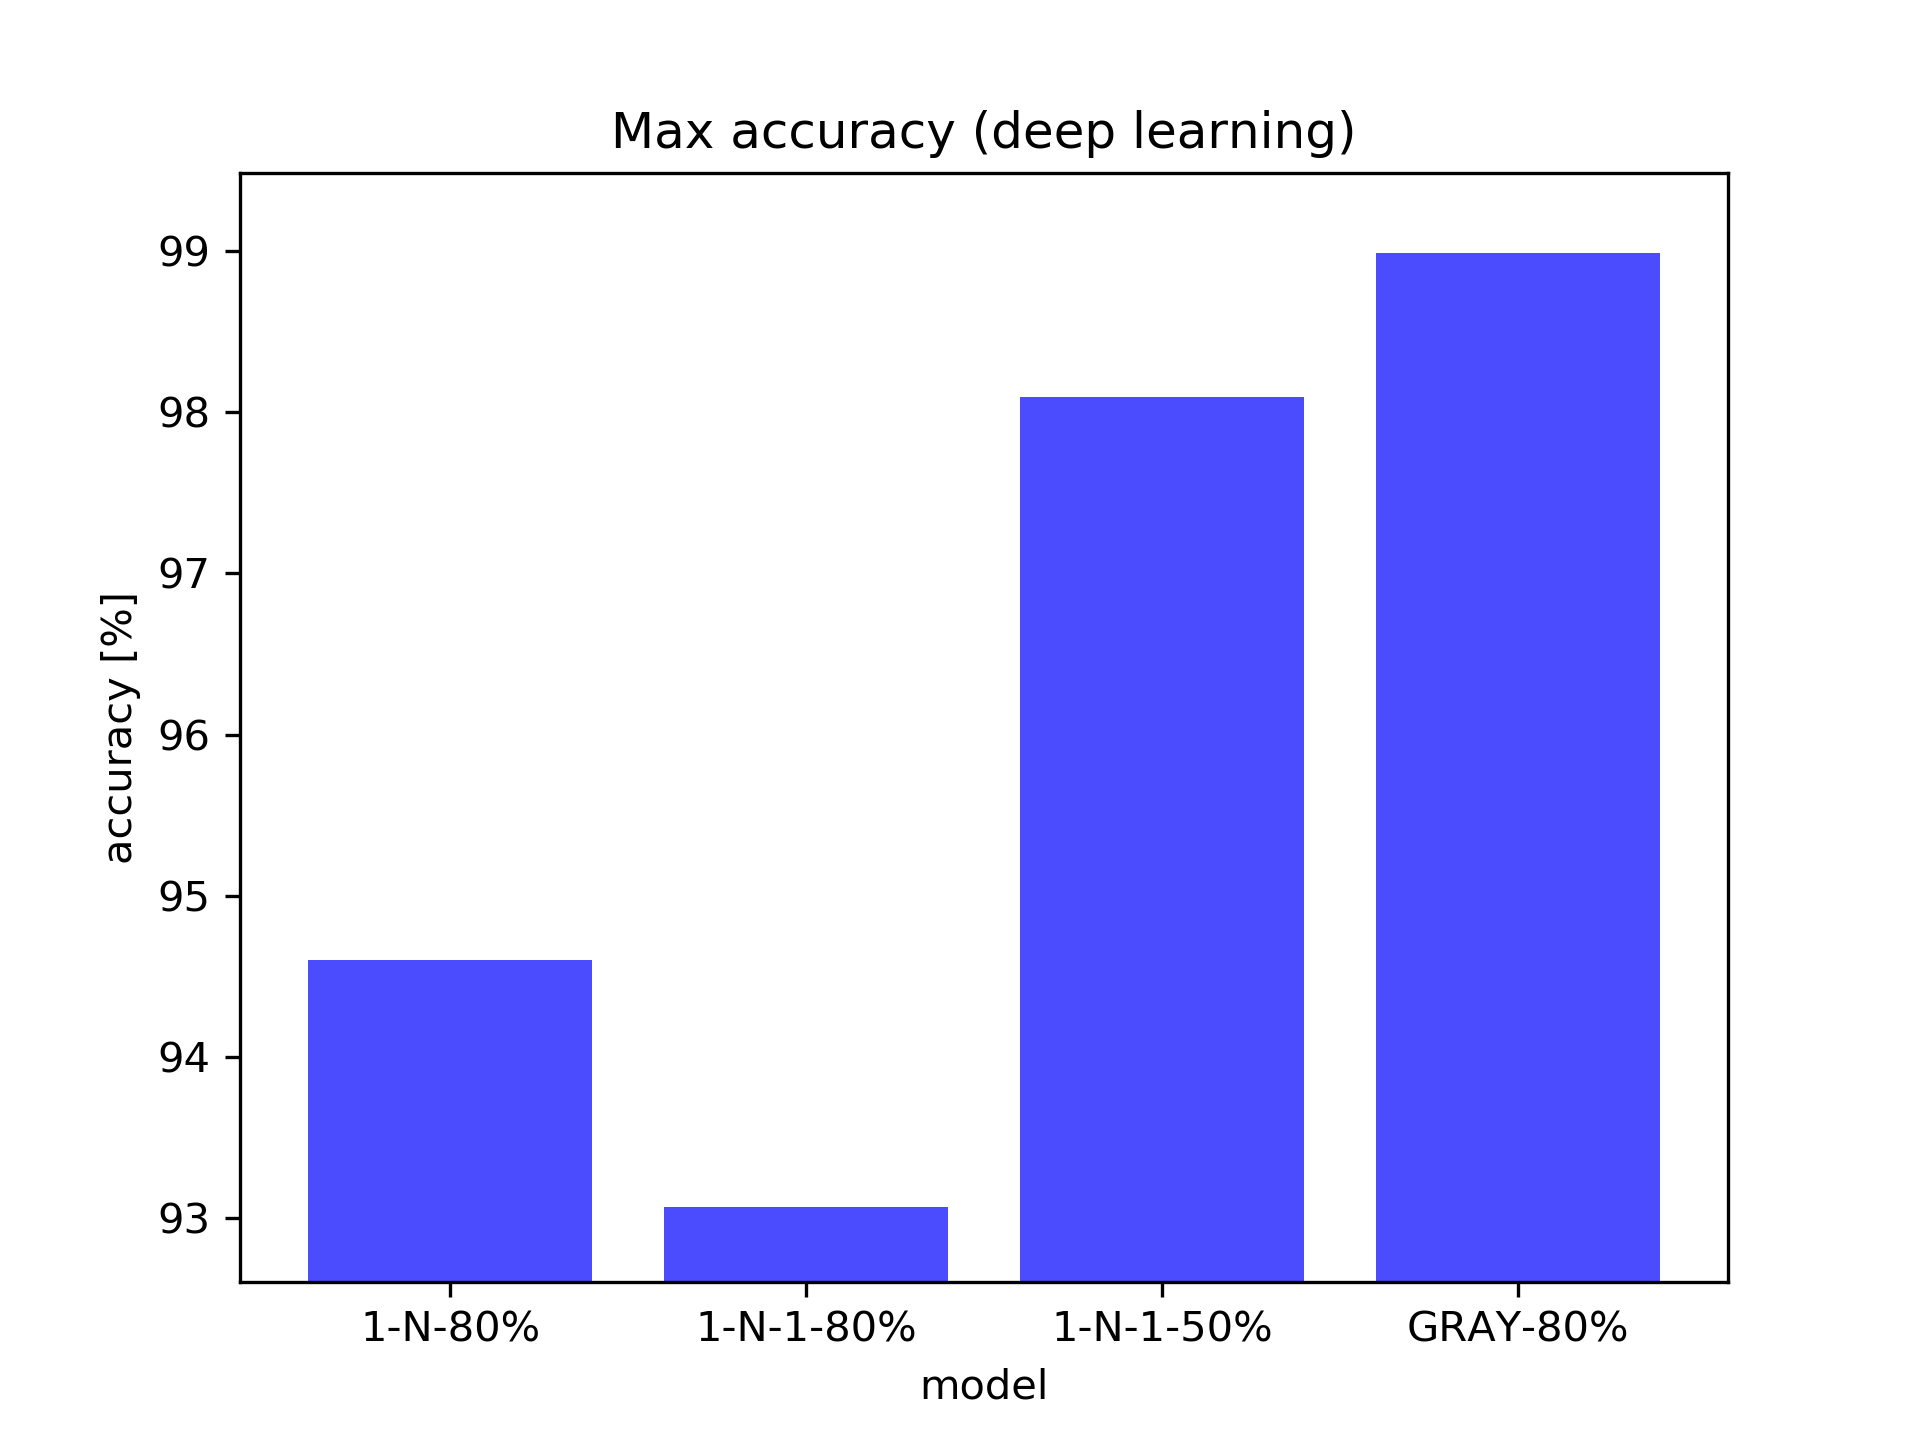 Max accuracy (deep learning)
99
98
97
96
95
94
93
accuracy [%]
1-N-80% 1-N-1-80% 1-N-1-50% GRAY-80%
model